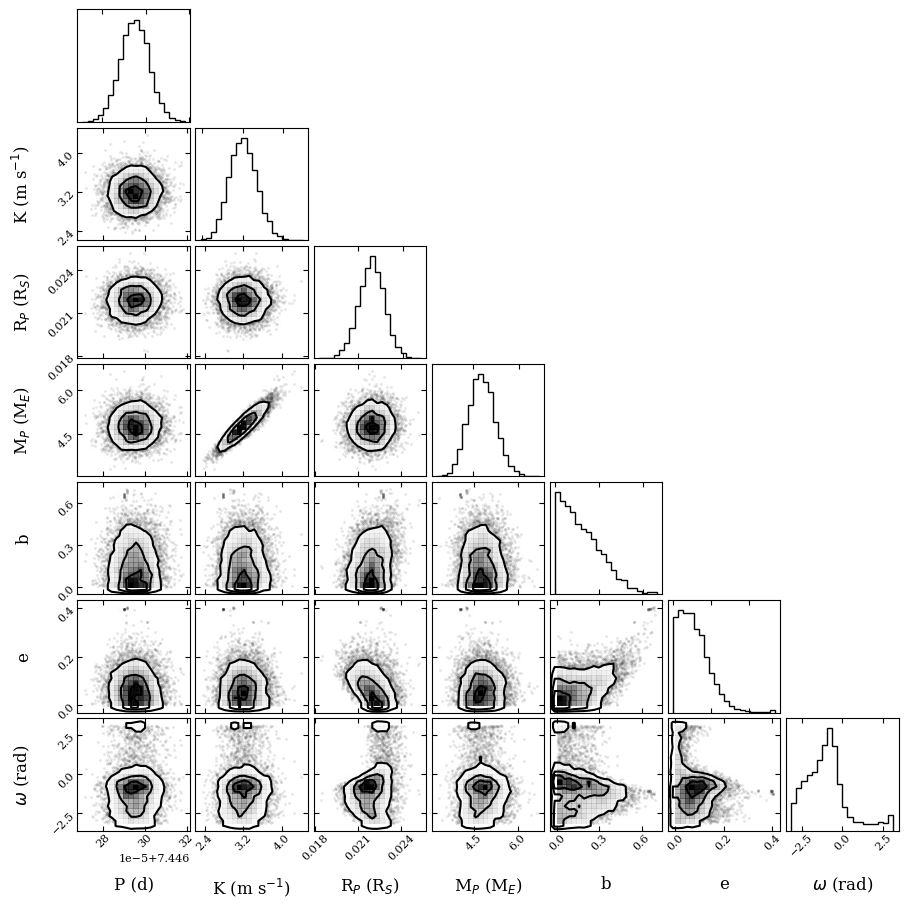 K (m s⁻¹)
4.0
3.2
2.4
R_P (R_S)
0.024
0.021
0.018
M_P (M_E)
6.0
4.5
b
0.6
0.3
0.0
e
0.4
0.2
0.0
ω (rad)
2.5
0.0
−2.5
28 30 32 2.4 3.2 4.0 0.018 0.021 0.024 4.5 6.0 0.0 0.3 0.6 0.0 0.2 0.4 −2.5 0.0 2.5
1e−5+7.446
P (d) K (m s⁻¹) R_P (R_S) M_P (M_E) b e ω (rad)